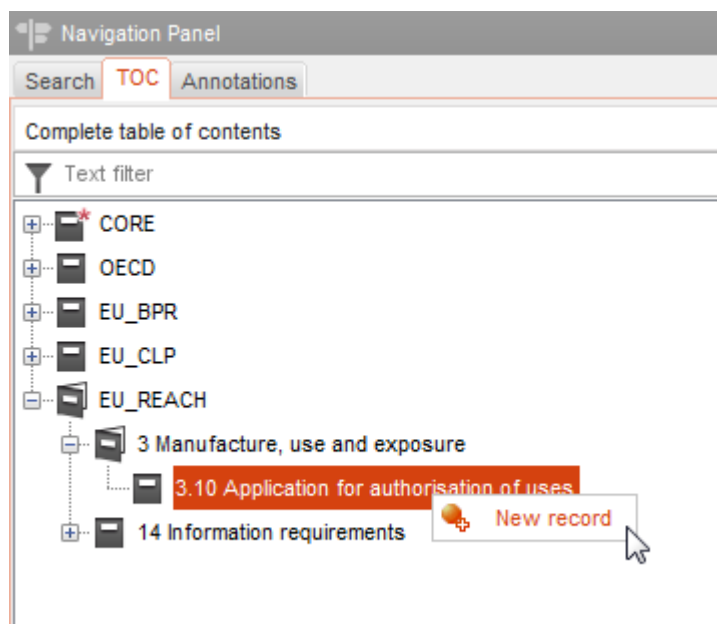 Navigation Panel
Search TOC Annotations
Complete table of contents
Text filter
CORE
OECD
EU_BPR
EU_CLP
EU_REACH
3 Manufacture, use and exposure
3.10 Application for authorisation of uses
New record
14 Information requirements